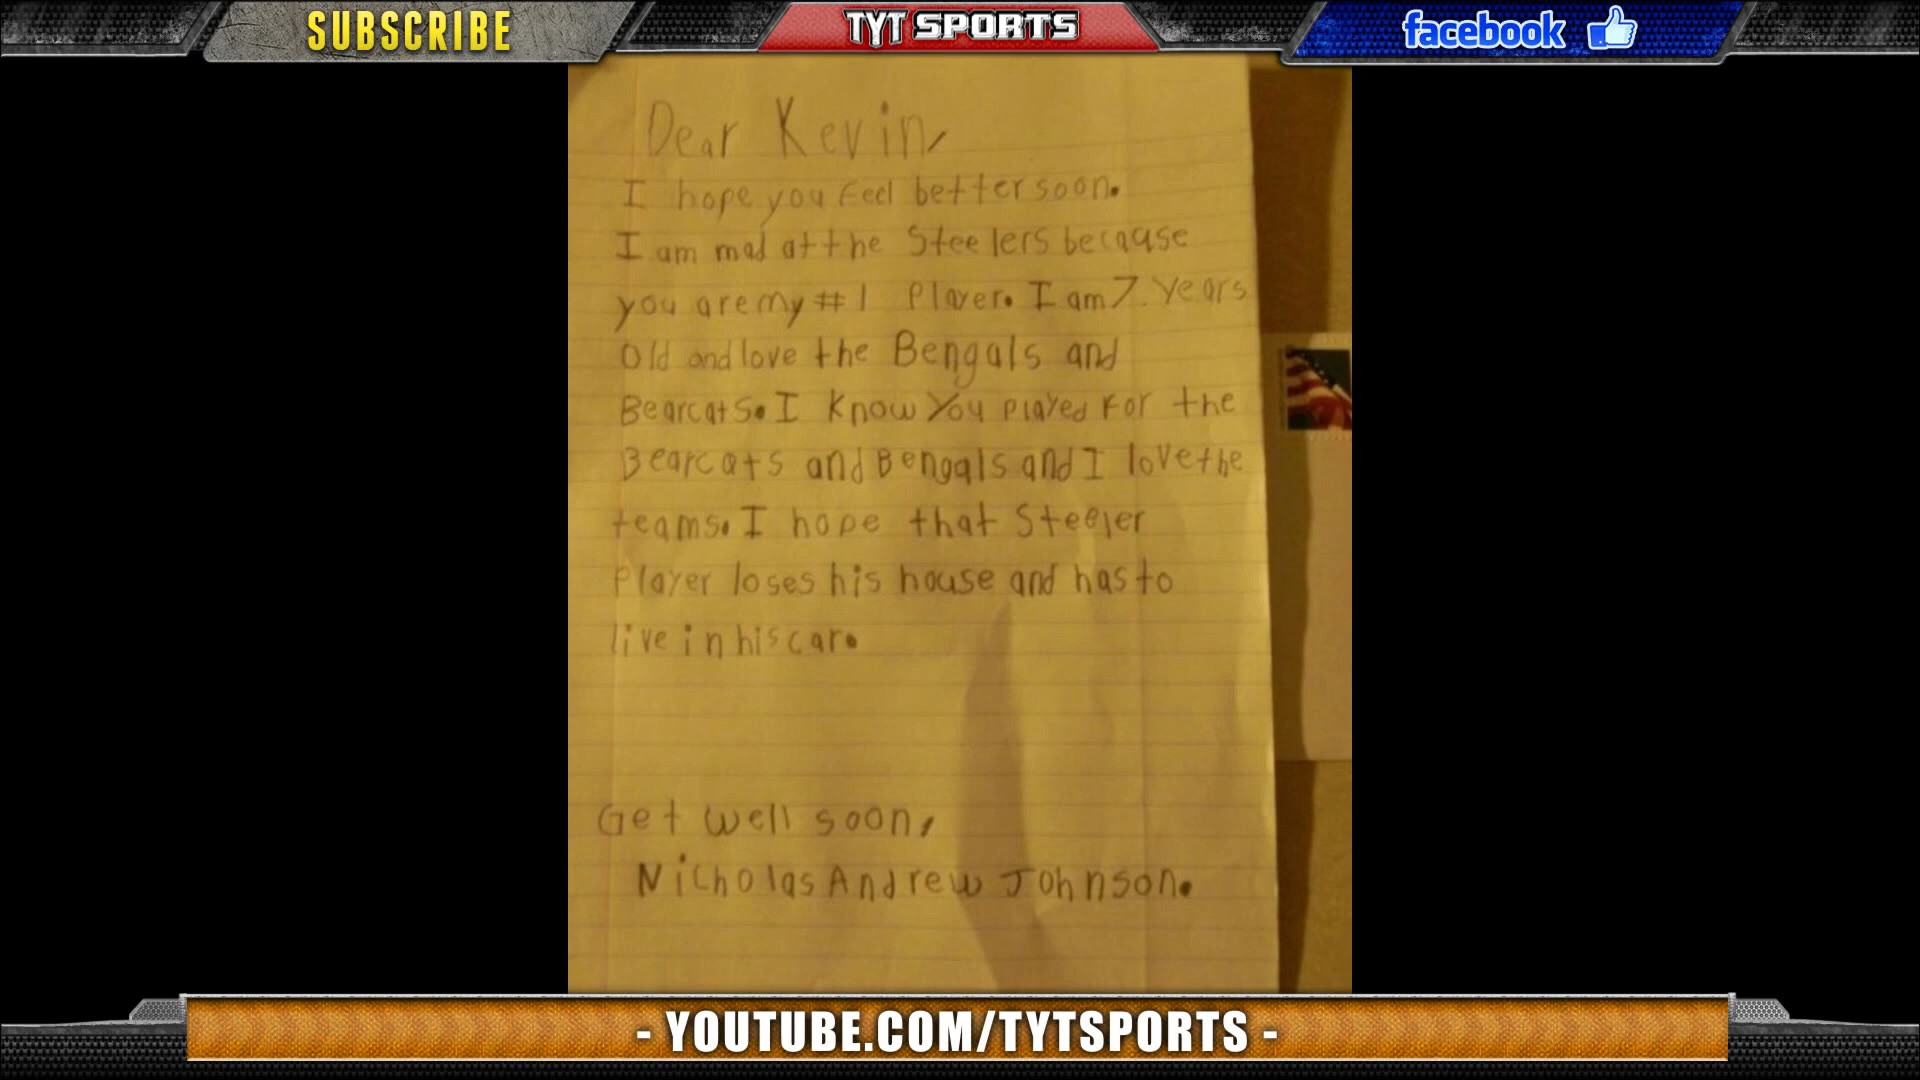 SUBSCRIBE
TYT SPORTS
facebook
Dear Kevin,
I hope you Feel better soon.
I am mad at the Steelers because
you are my #1 Player. I am 7 years
old and love the Bengals and
Bearcats. I know you played For the
Bearcats and Bengals and I love the
teams. I hope that Steeler
Player loses his house and has to
live in his car.
Get well soon,
Nicholas Andrew Johnson.
- YOUTUBE.COM/TYTSPORTS -